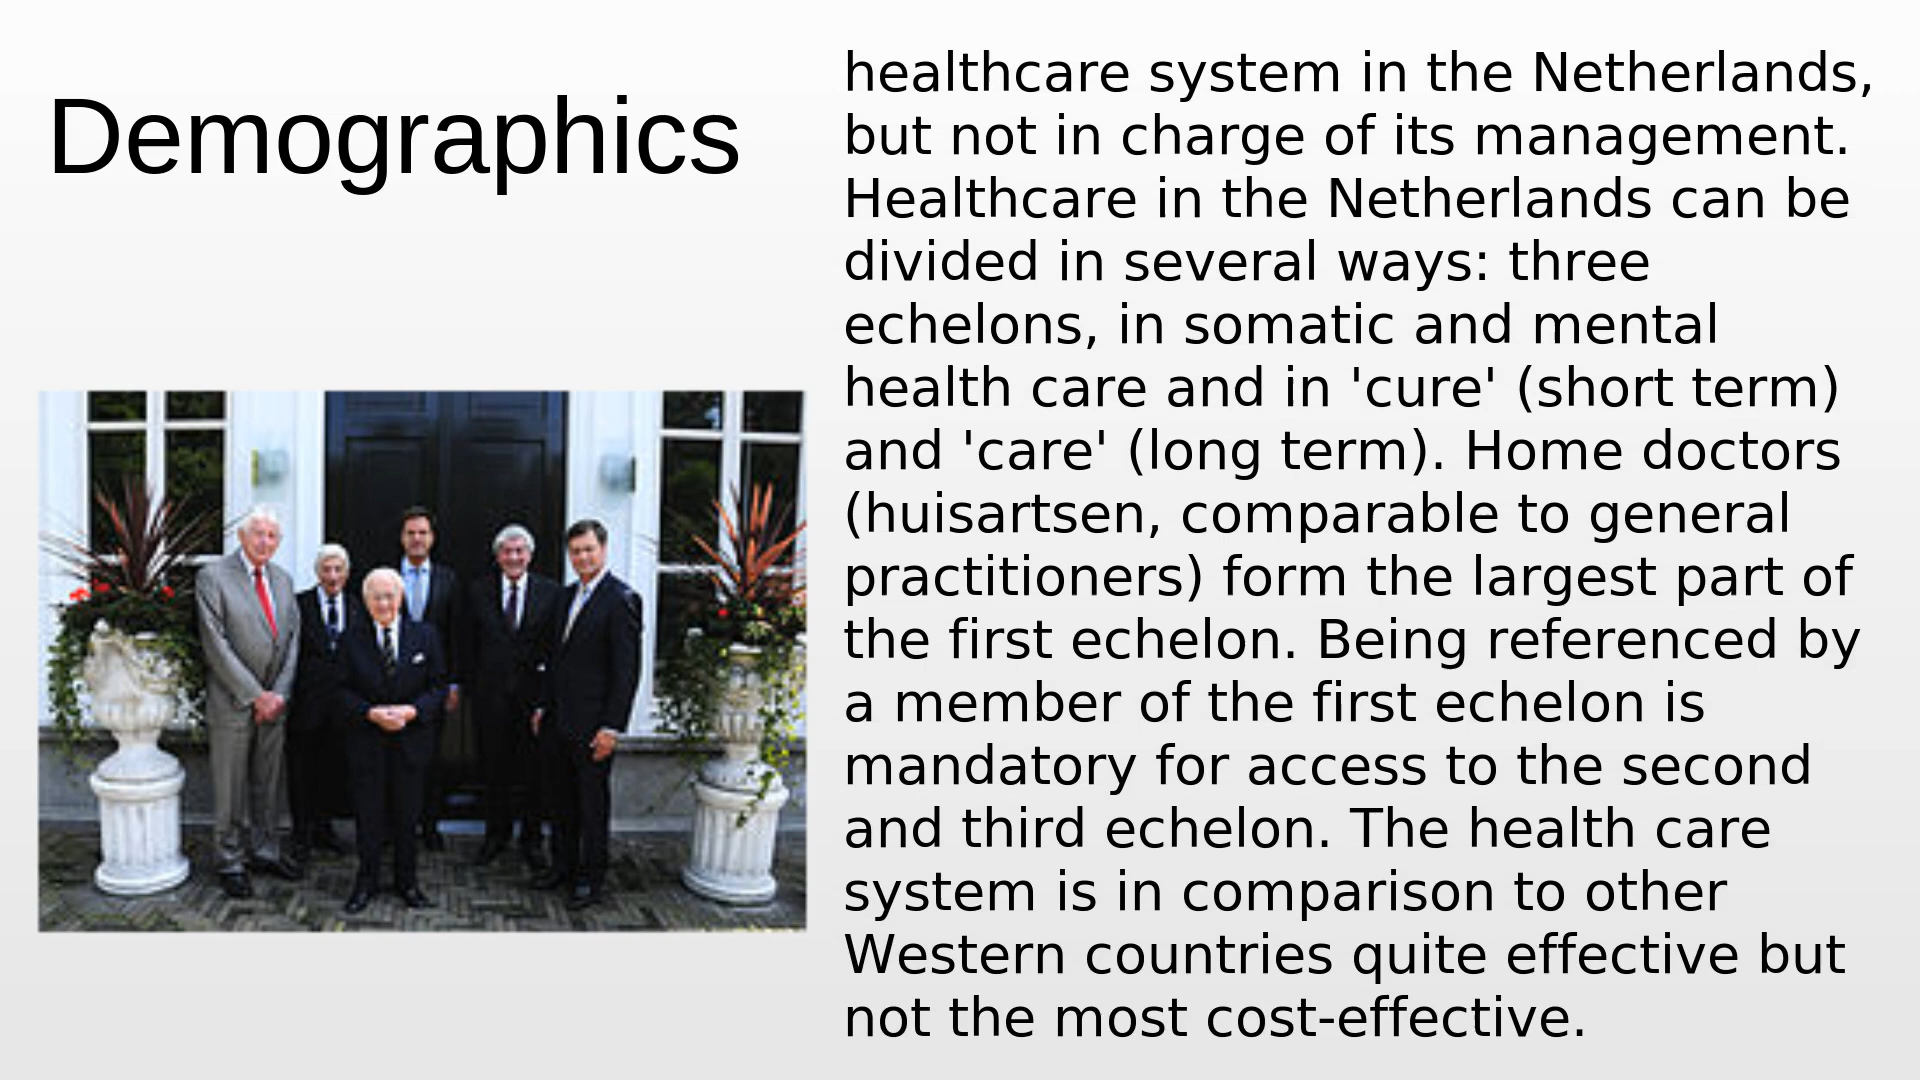 Demographics
healthcare system in the Netherlands,
but not in charge of its management.
Healthcare in the Netherlands can be
divided in several ways: three
echelons, in somatic and mental
health care and in 'cure' (short term)
and 'care' (long term). Home doctors
(huisartsen, comparable to general
practitioners) form the largest part of
the first echelon. Being referenced by
a member of the first echelon is
mandatory for access to the second
and third echelon. The health care
system is in comparison to other
Western countries quite effective but
not the most cost-effective.